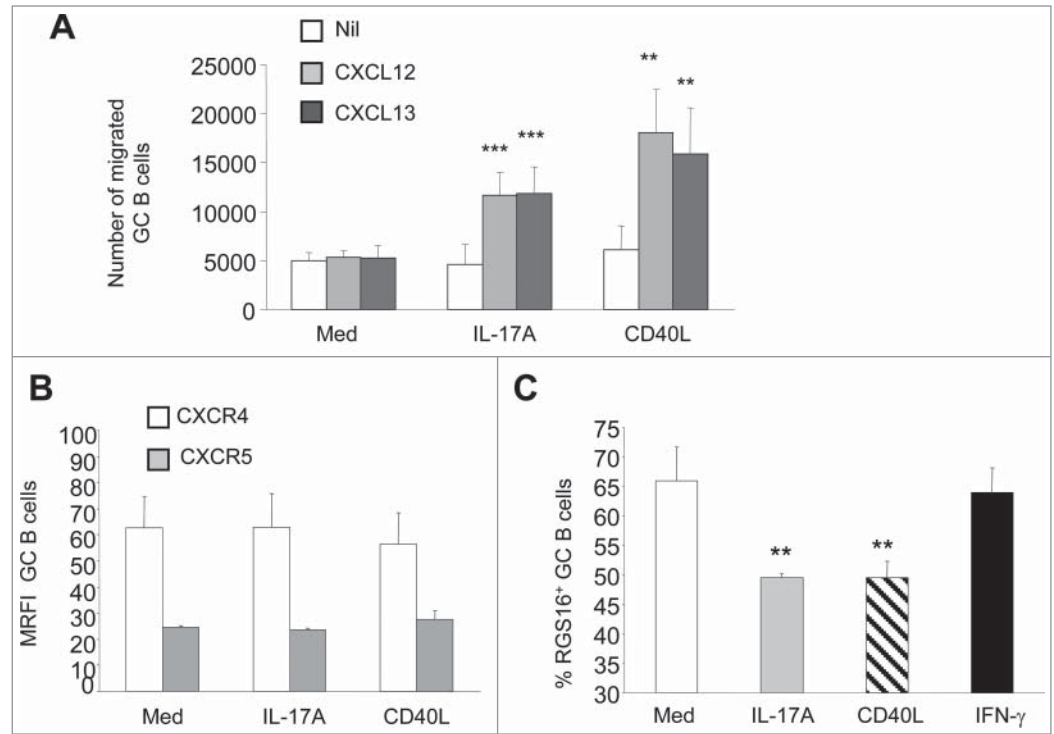 A
Nil
CXCL12
CXCL13
Number of migrated
GC B cells
25000
20000
15000
10000
5000
0
***
***
**
**
Med
IL-17A
CD40L
B
CXCR4
CXCR5
MRFI GC B cells
100
90
80
70
60
50
40
30
20
10
0
Med
IL-17A
CD40L
C
% RGS16⁺ GC B cells
75
65
60
55
50
45
40
35
30
**
**
Med
IL-17A
CD40L
IFN-γ